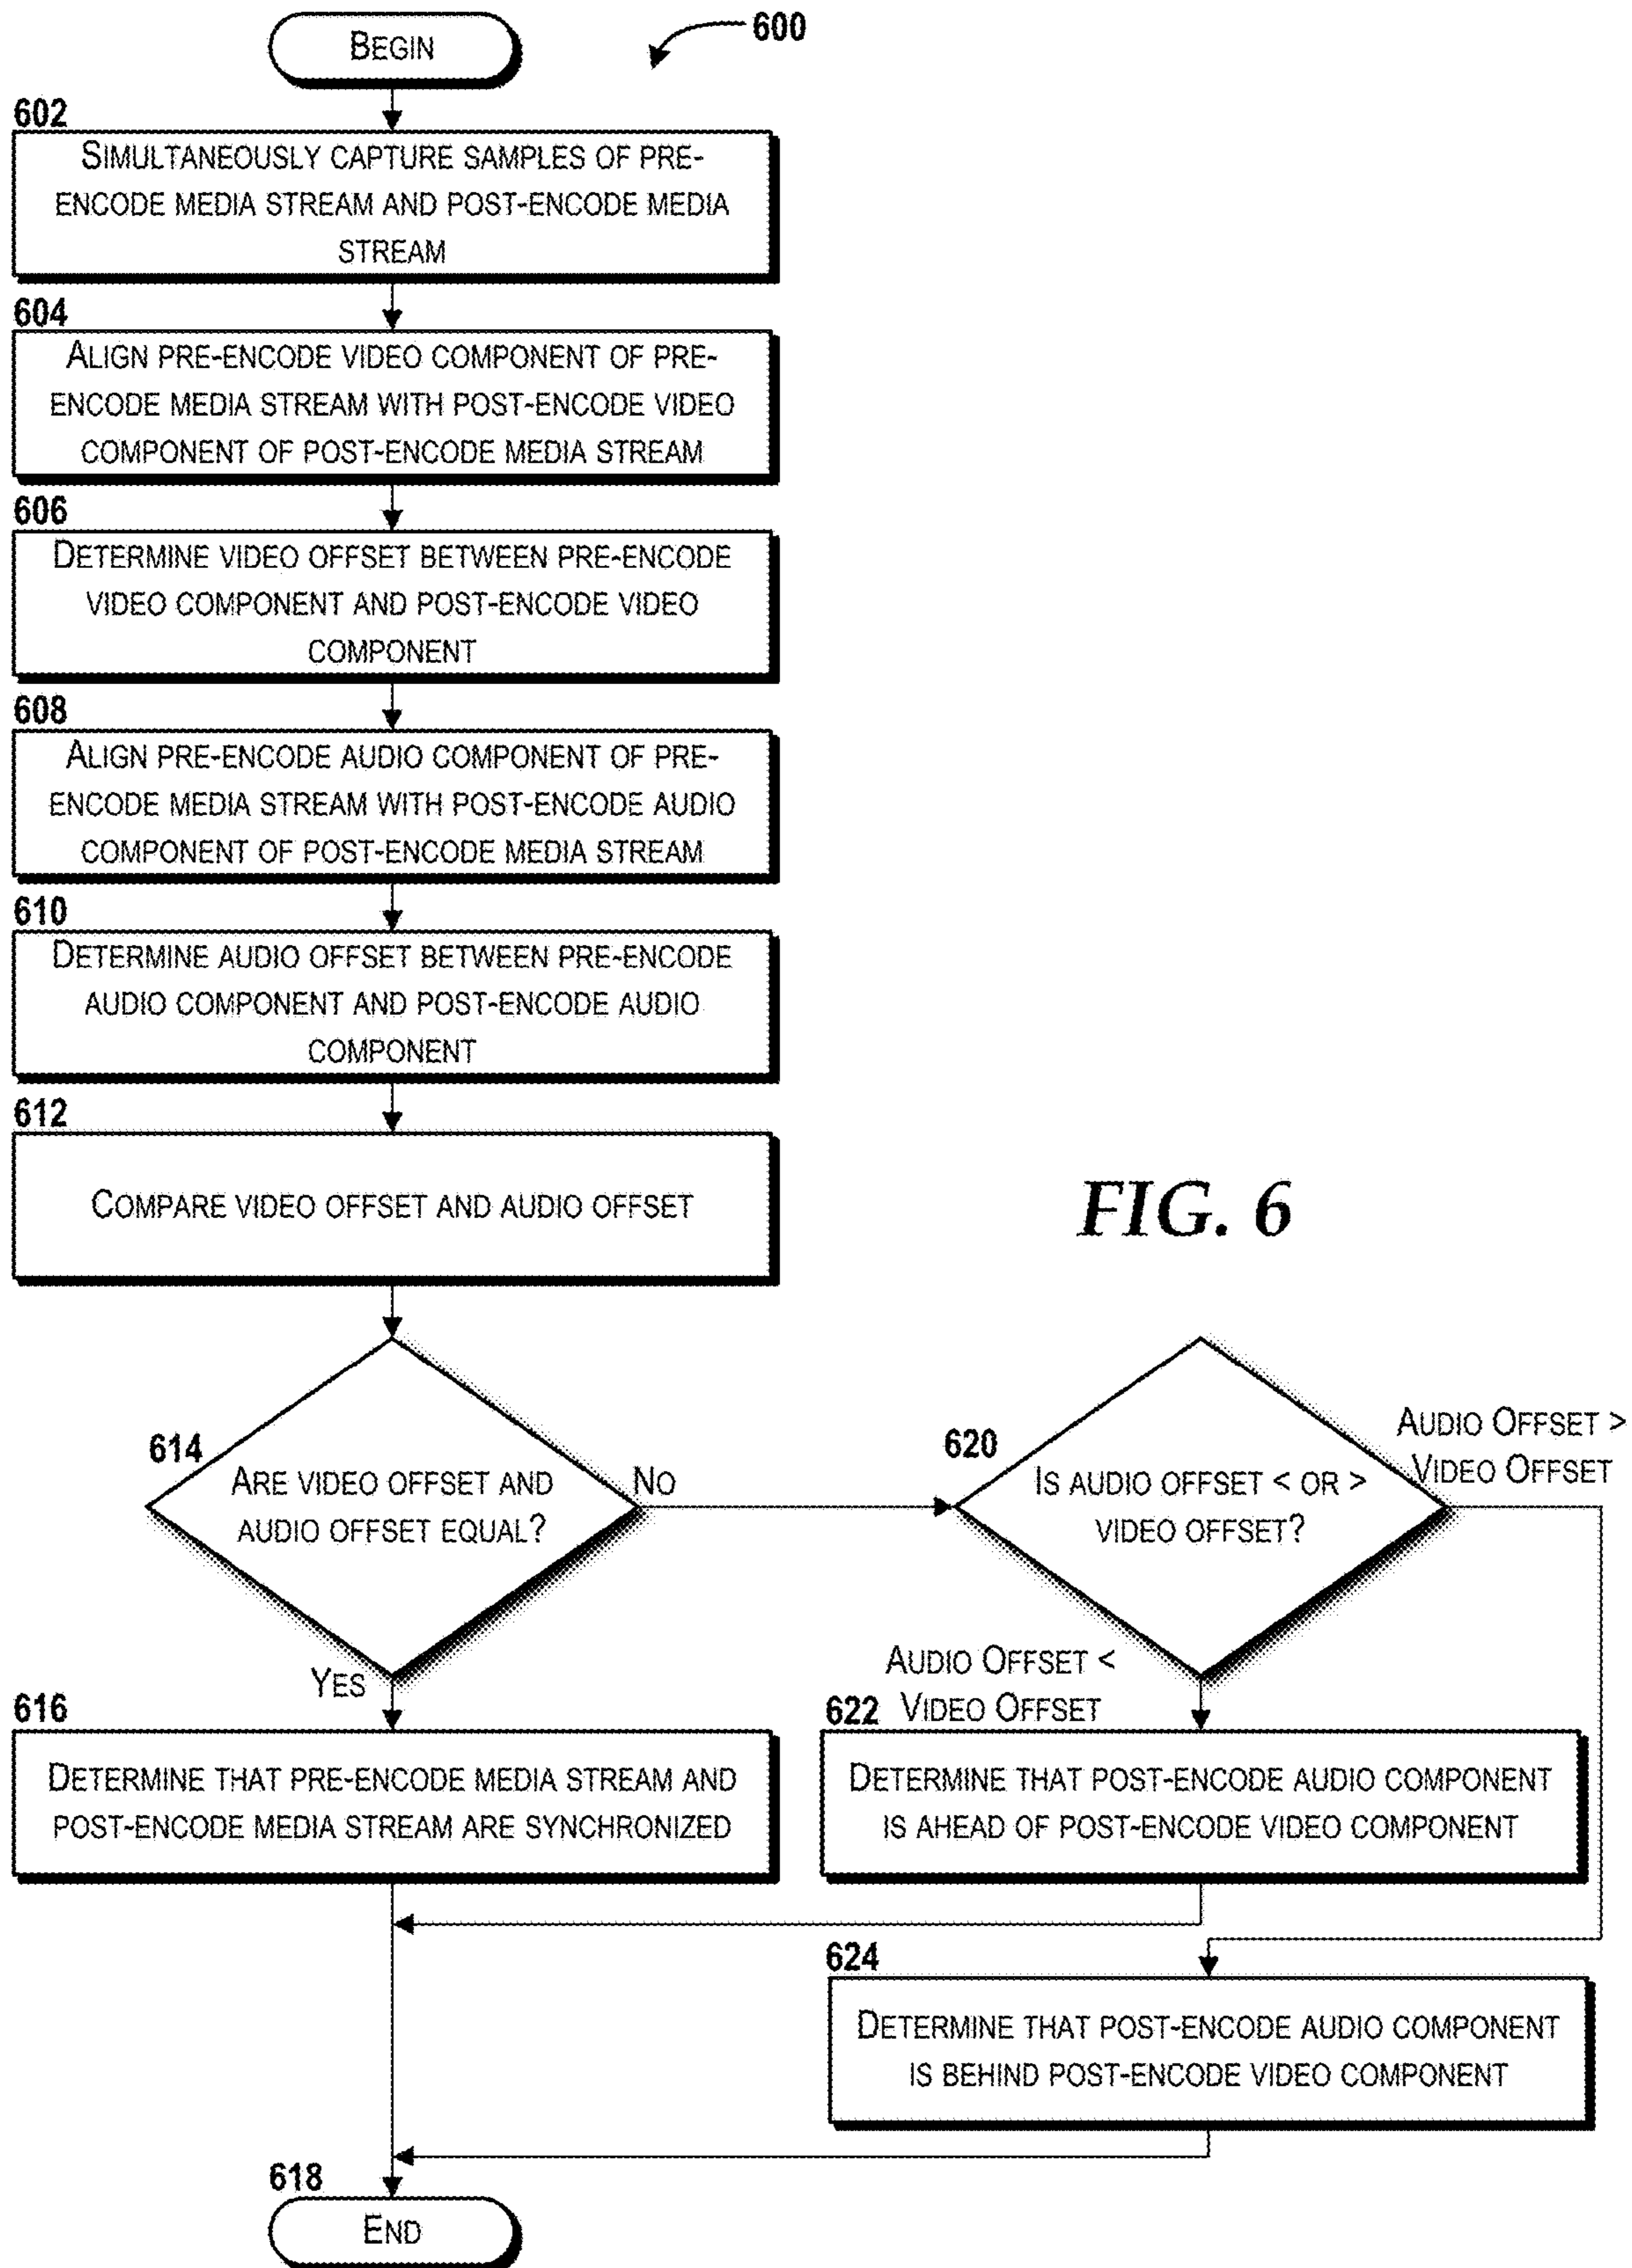 BEGIN
600
602
SIMULTANEOUSLY CAPTURE SAMPLES OF PRE-
ENCODE MEDIA STREAM AND POST-ENCODE MEDIA
STREAM
604
ALIGN PRE-ENCODE VIDEO COMPONENT OF PRE-
ENCODE MEDIA STREAM WITH POST-ENCODE VIDEO
COMPONENT OF POST-ENCODE MEDIA STREAM
606
DETERMINE VIDEO OFFSET BETWEEN PRE-ENCODE
VIDEO COMPONENT AND POST-ENCODE VIDEO
COMPONENT
608
ALIGN PRE-ENCODE AUDIO COMPONENT OF PRE-
ENCODE MEDIA STREAM WITH POST-ENCODE AUDIO
COMPONENT OF POST-ENCODE MEDIA STREAM
610
DETERMINE AUDIO OFFSET BETWEEN PRE-ENCODE
AUDIO COMPONENT AND POST-ENCODE AUDIO
COMPONENT
612
COMPARE VIDEO OFFSET AND AUDIO OFFSET
FIG. 6
614
ARE VIDEO OFFSET AND
AUDIO OFFSET EQUAL?
NO
YES
620
IS AUDIO OFFSET < OR >
VIDEO OFFSET?
AUDIO OFFSET >
VIDEO OFFSET
AUDIO OFFSET <
VIDEO OFFSET
616
DETERMINE THAT PRE-ENCODE MEDIA STREAM AND
POST-ENCODE MEDIA STREAM ARE SYNCHRONIZED
622
DETERMINE THAT POST-ENCODE AUDIO COMPONENT
IS AHEAD OF POST-ENCODE VIDEO COMPONENT
624
DETERMINE THAT POST-ENCODE AUDIO COMPONENT
IS BEHIND POST-ENCODE VIDEO COMPONENT
618
END